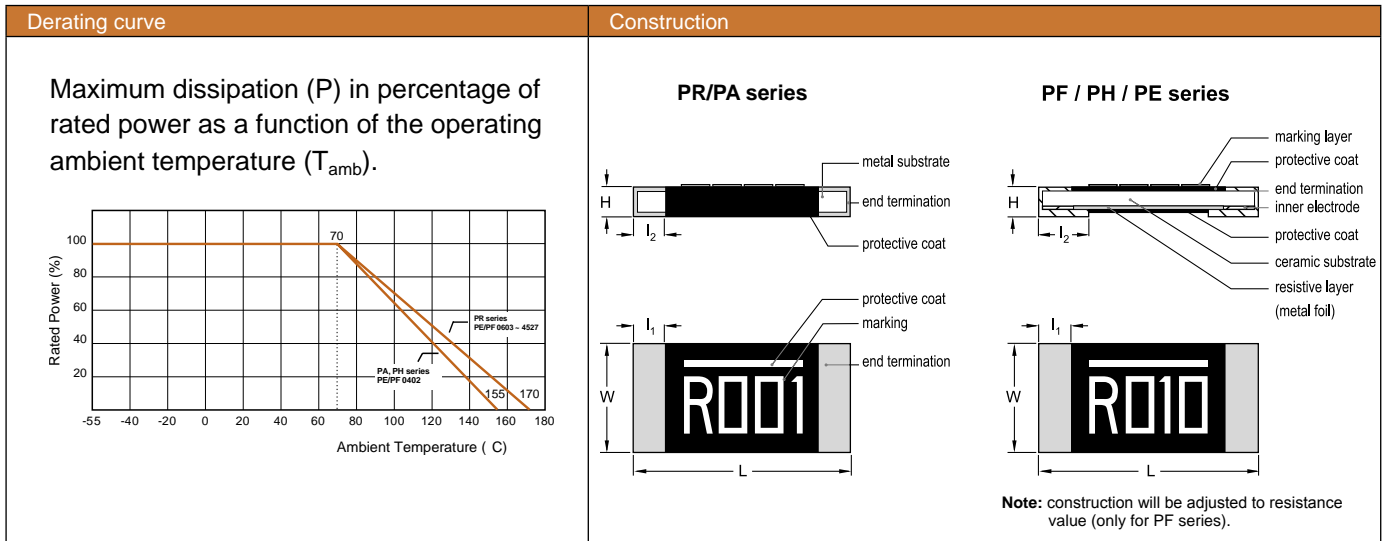 Derating curve
Maximum dissipation (P) in percentage of
rated power as a function of the operating
ambient temperature (Tamb).
Rated Power (%)
100
80
60
40
20
70
PR series
PE/PF 0603 ~ 4527
PA, PH series
PE/PF 0402
155 170
-55 -40 -20 0 20 40 60 80 100 120 140 160 180
Ambient Temperature ( C)
Construction
PR/PA series
H
l2
metal substrate
end termination
protective coat
l1
W
L
R001
protective coat
marking
end termination
PF / PH / PE series
H
l2
marking layer
protective coat
end termination
inner electrode
protective coat
ceramic substrate
resistive layer
(metal foil)
l1
W
L
R010
Note: construction will be adjusted to resistance
value (only for PF series).